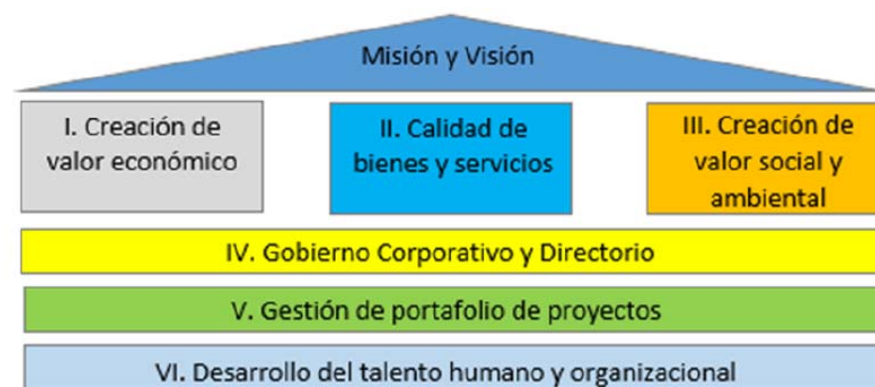 Misión y Visión
I. Creación de
valor económico
II. Calidad de
bienes y servicios
III. Creación de
valor social y
ambiental
IV. Gobierno Corporativo y Directorio
V. Gestión de portafolio de proyectos
VI. Desarrollo del talento humano y organizacional